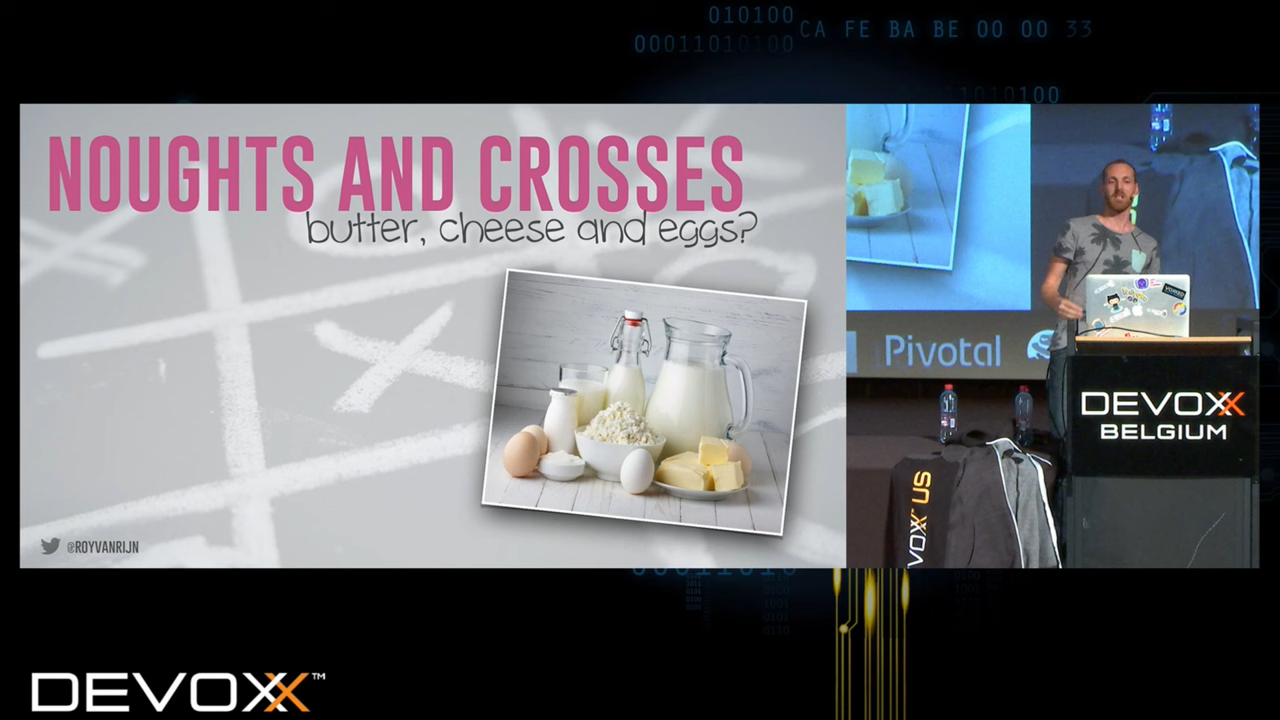 010100
00011010100
CA FE BA BE 00 00 33
1010100
NOUGHTS AND CROSSES
butter, cheese and eggs?
@ROYVANRIJN
Pivotal
DEVOXX
BELGIUM
VOXX US
DEVOXX™